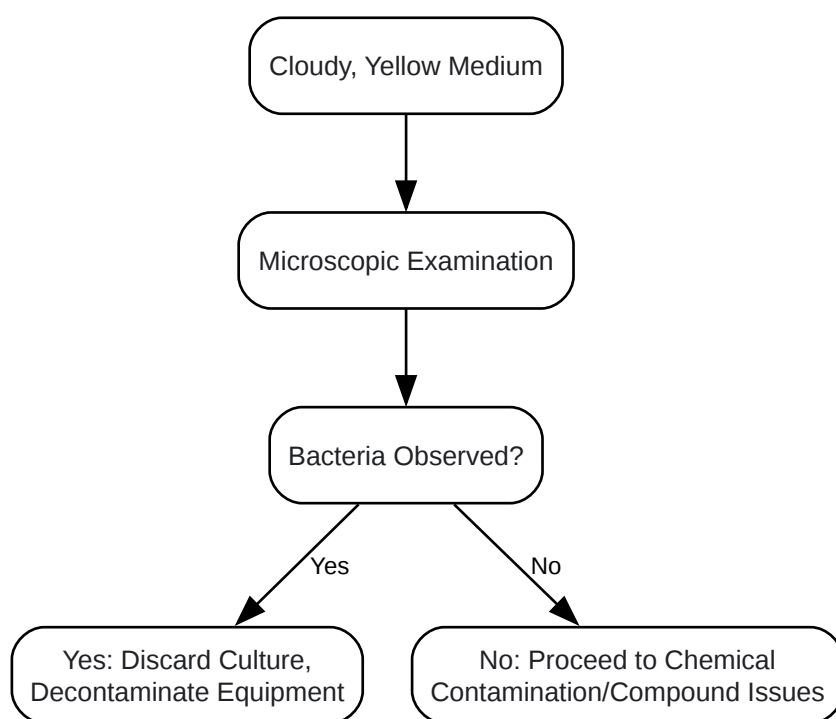 Cloudy, Yellow Medium
Microscopic Examination
Bacteria Observed?
Yes
No
Yes: Discard Culture,
Decontaminate Equipment
No: Proceed to Chemical
Contamination/Compound Issues